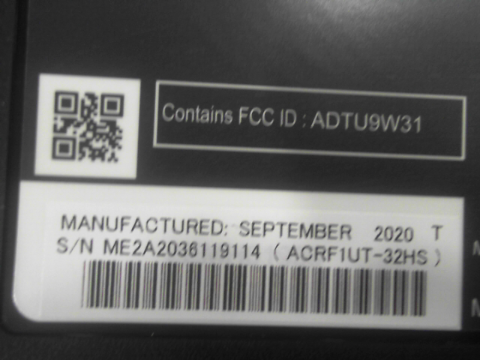 Contains FCC ID : ADTU9W31
MANUFACTURED: SEPTEMBER 2020 T
S/N ME2A2036119114 ( ACRF1UT-32HS )